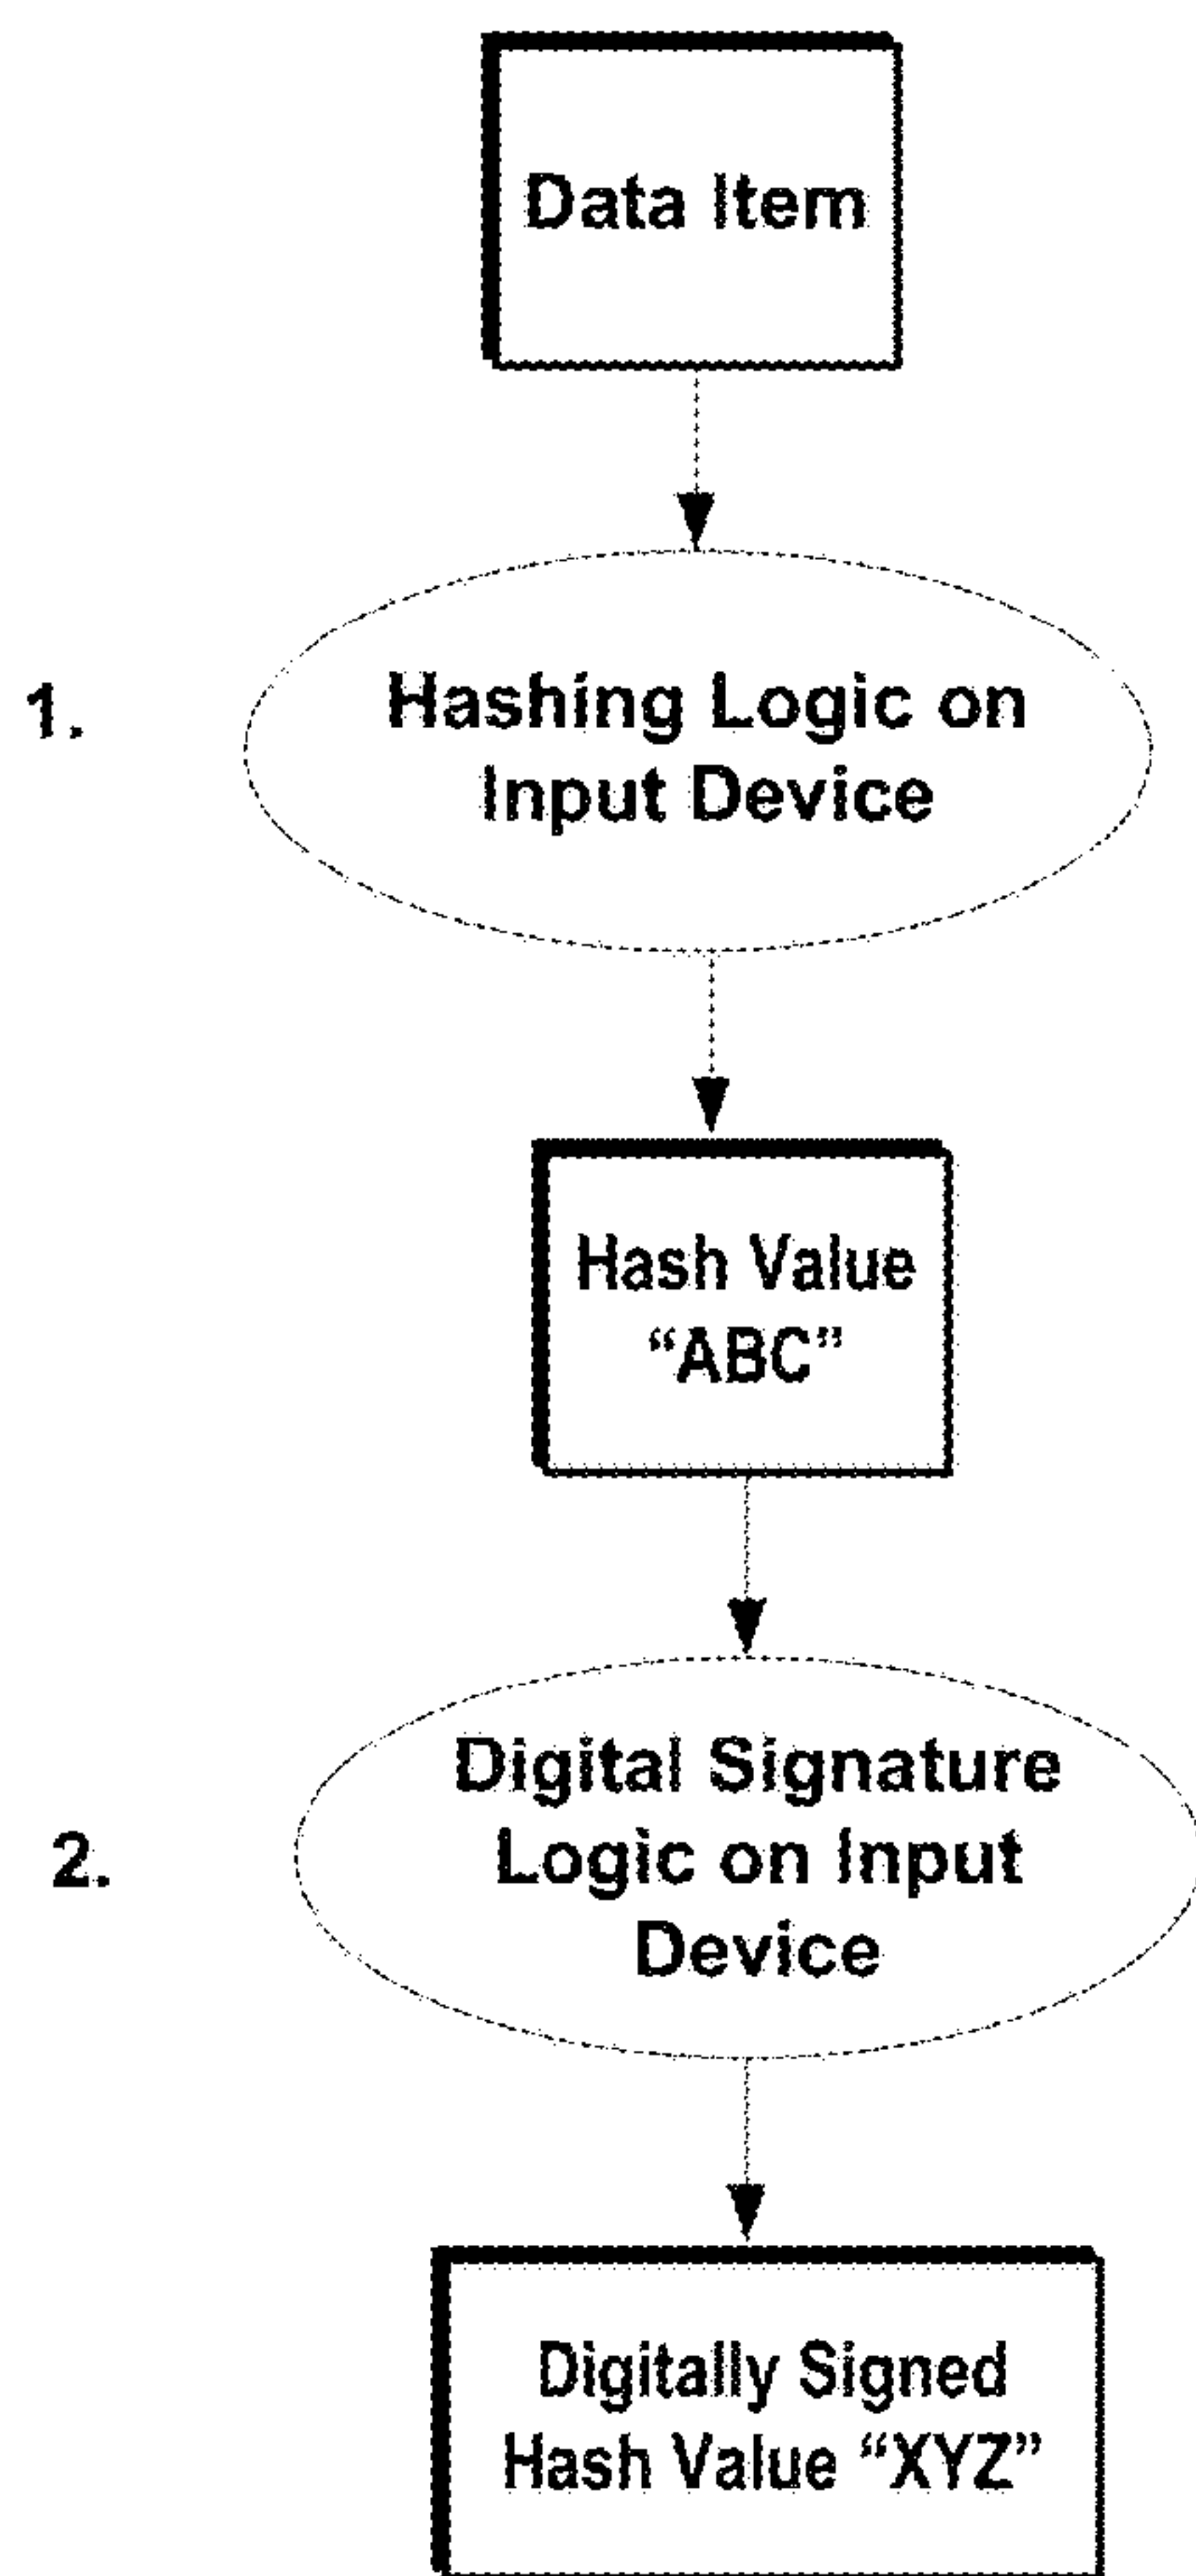 Data Item
1.
Hashing Logic on
Input Device
Hash Value
“ABC”
2.
Digital Signature
Logic on Input
Device
Digitally Signed
Hash Value “XYZ”